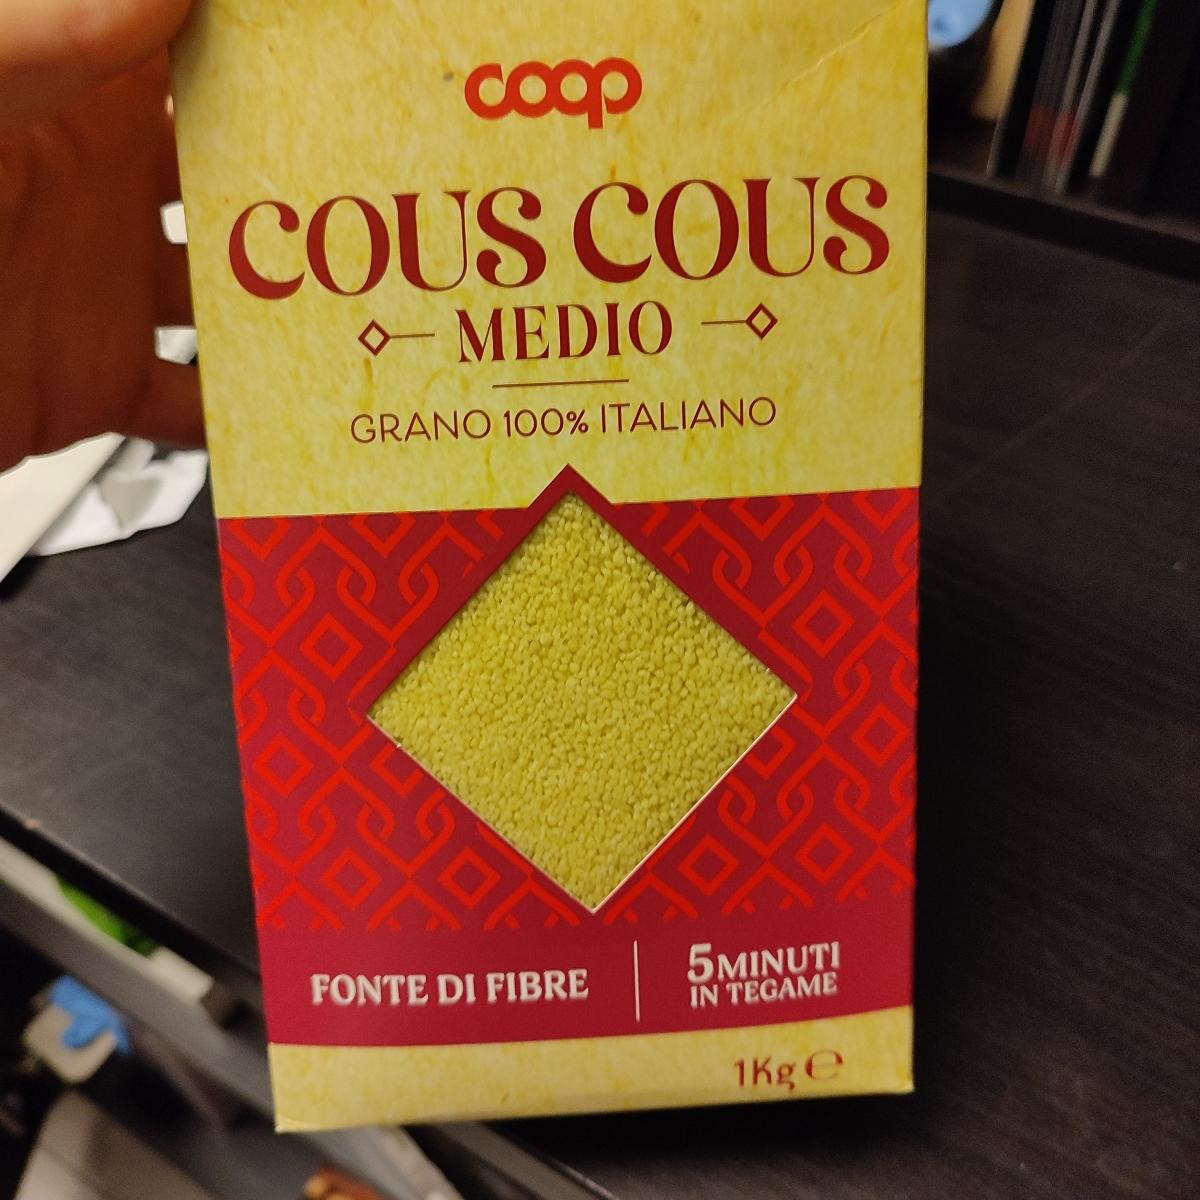 coop
COUS COUS
MEDIO
GRANO 100% ITALIANO
FONTE DI FIBRE
5 MINUTI
IN TEGAME
1Kg ℮